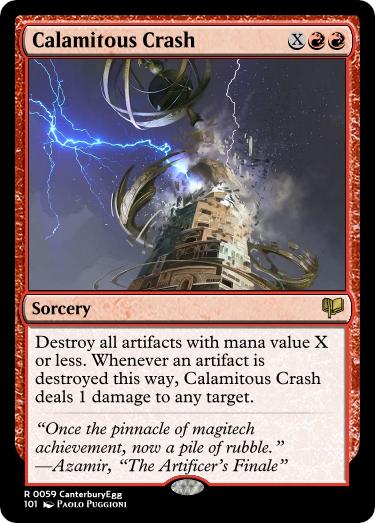 Calamitous Crash X
Sorcery
Destroy all artifacts with mana value X
or less. Whenever an artifact is
destroyed this way, Calamitous Crash
deals 1 damage to any target.
“Once the pinnacle of magitech
achievement, now a pile of rubble.”
—Azamir, “The Artificer’s Finale”
R 0059 CanterburyEgg
101 Paolo Puggioni